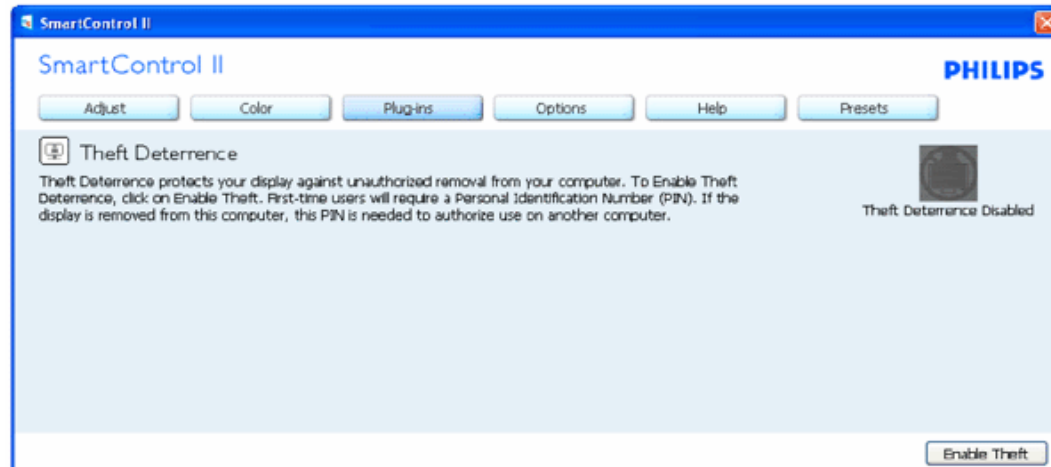 SmartControl II
SmartControl II
PHILIPS
Adjust
Color
Plug-ins
Options
Help
Presets
Theft Deterrence
Theft Deterrence protects your display against unauthorized removal from your computer. To Enable Theft
Deterrence, click on Enable Theft. First-time users will require a Personal Identification Number (PIN). If the
display is removed from this computer, this PIN is needed to authorize use on another computer.
Theft Deterrence Disabled
Enable Theft